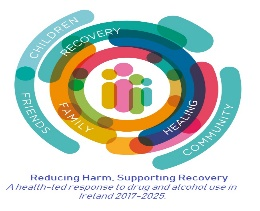 CHILDREN
RECOVERY
FRIENDS
FAMILY
HEALING
COMMUNITY
Reducing Harm, Supporting Recovery
A health-led response to drug and alcohol use in
Ireland 2017-2025.